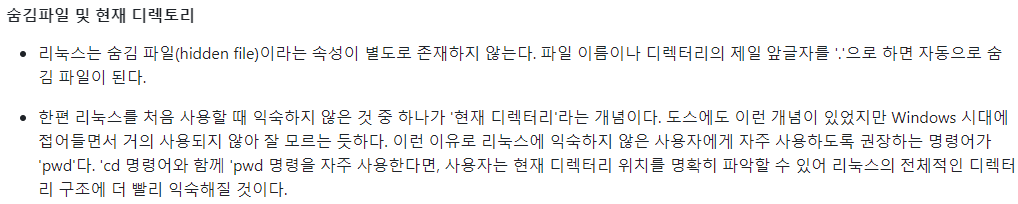 숨김파일 및 현재 디렉토리
리눅스는 숨김 파일(hidden file)이라는 속성이 별도로 존재하지 않는다. 파일 이름이나 디렉터리의 제일 앞글자를 '.'으로 하면 자동으로 숨
김 파일이 된다.
한편 리눅스를 처음 사용할 때 익숙하지 않은 것 중 하나가 '현재 디렉터리'라는 개념이다. 도스에도 이런 개념이 있었지만 Windows 시대에
접어들면서 거의 사용되지 않아 잘 모르는 듯하다. 이런 이유로 리눅스에 익숙하지 않은 사용자에게 자주 사용하도록 권장하는 명령어가
'pwd'다. 'cd 명령어와 함께 'pwd 명령을 자주 사용한다면, 사용자는 현재 디렉터리 위치를 명확히 파악할 수 있어 리눅스의 전체적인 디렉터
리 구조에 더 빨리 익숙해질 것이다.